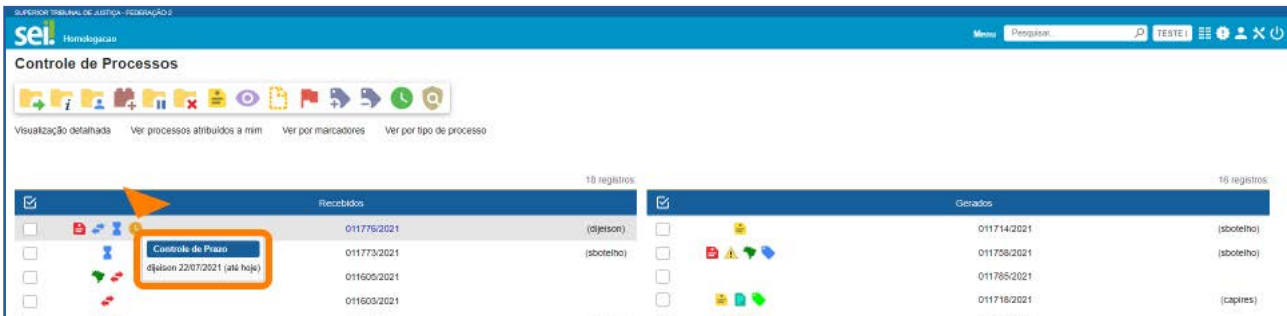 SUPERIOR TRIBUNAL DE JUSTIÇA - FEDERAÇÃO 2
sei! Homologacao Menu Pesquisar... TESTE I
Controle de Processos
Visualização detalhada Ver processos atribuídos a mim Ver por marcadores Ver por tipo de processo
18 registros: 16 registros:
Recebidos Gerados
011776/2021 (dijeison) 011714/2021 (sbotelho)
Controle de Prazo
011773/2021 (sbotelho) 011758/2021 (sbotelho)
dijeison 22/07/2021 (até hoje)
011605/2021 011785/2021
011603/2021 011718/2021 (capires)